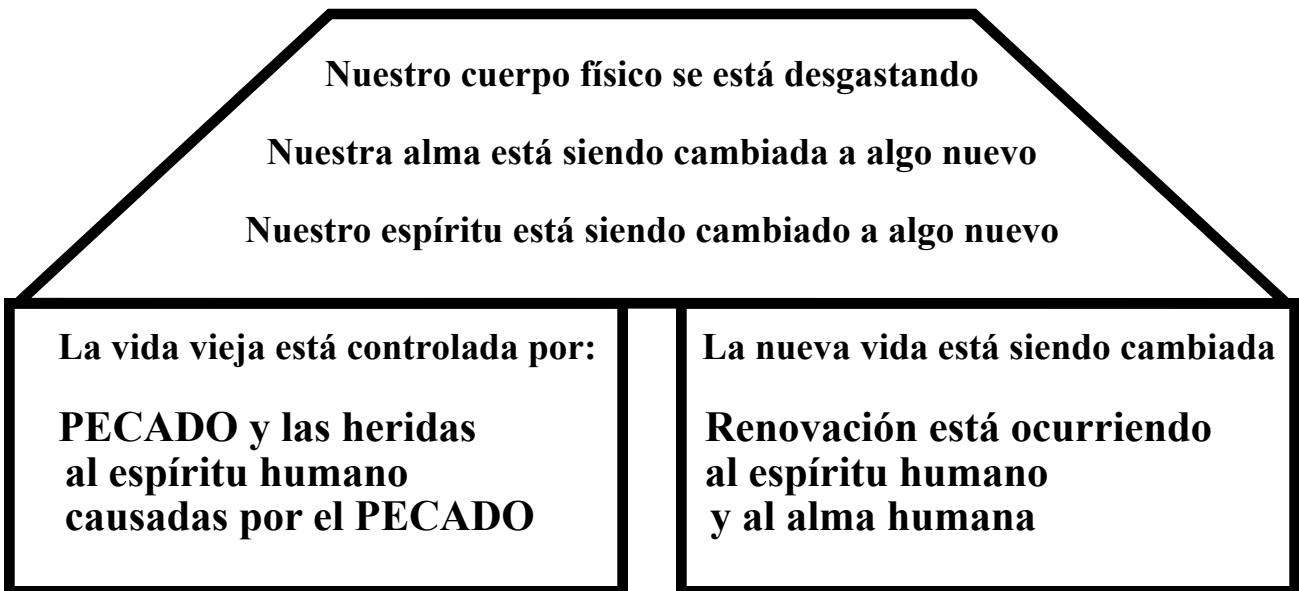 Nuestro cuerpo físico se está desgastando
Nuestra alma está siendo cambiada a algo nuevo
Nuestro espíritu está siendo cambiado a algo nuevo
La vida vieja está controlada por:
PECADO y las heridas
al espíritu humano
causadas por el PECADO
La nueva vida está siendo cambiada
Renovación está ocurriendo
al espíritu humano
y al alma humana